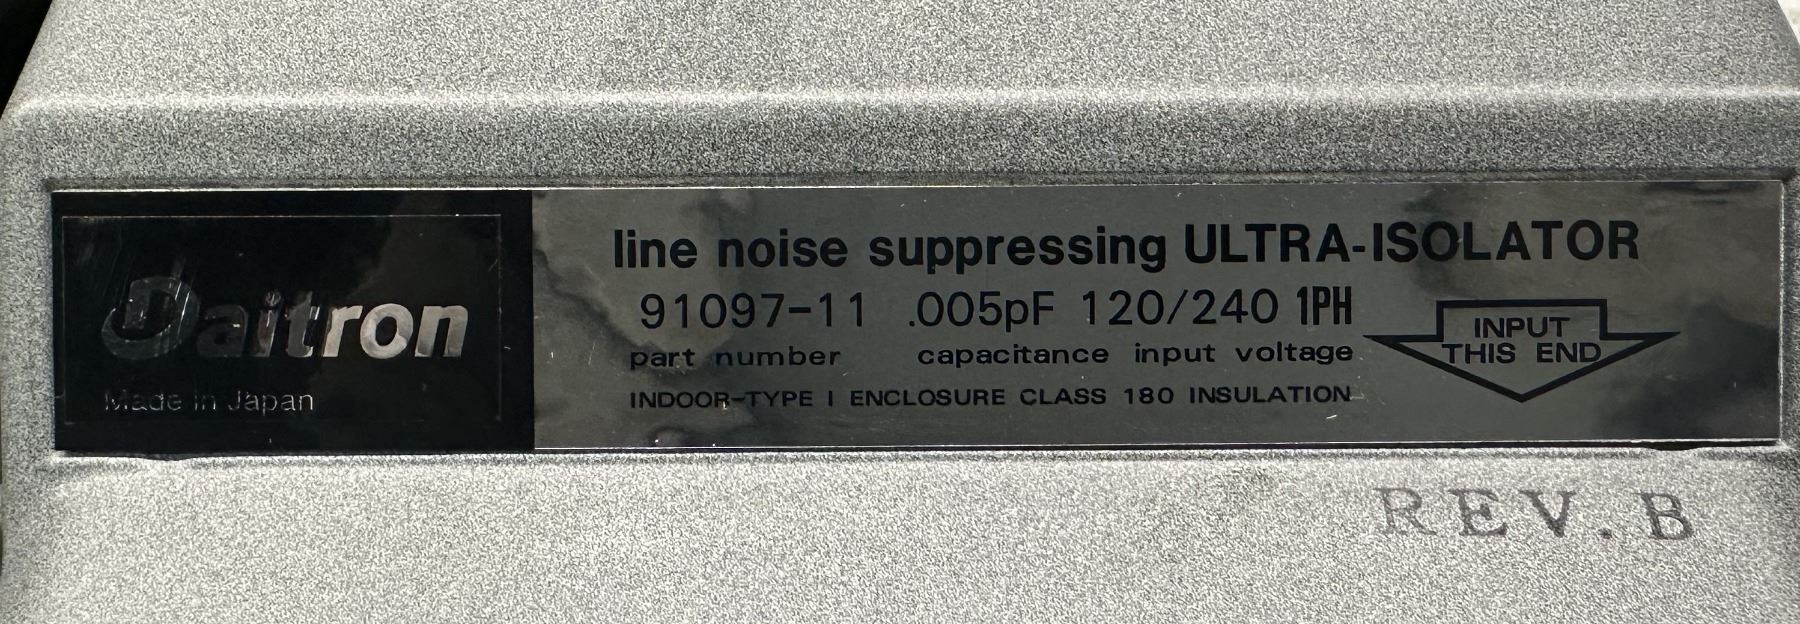 Daitron
Made in Japan
line noise suppressing ULTRA-ISOLATOR
91097-11 .005pF 120/240 1PH
part number capacitance input voltage
INDOOR-TYPE I ENCLOSURE CLASS 180 INSULATION
INPUT
THIS END
REV. B